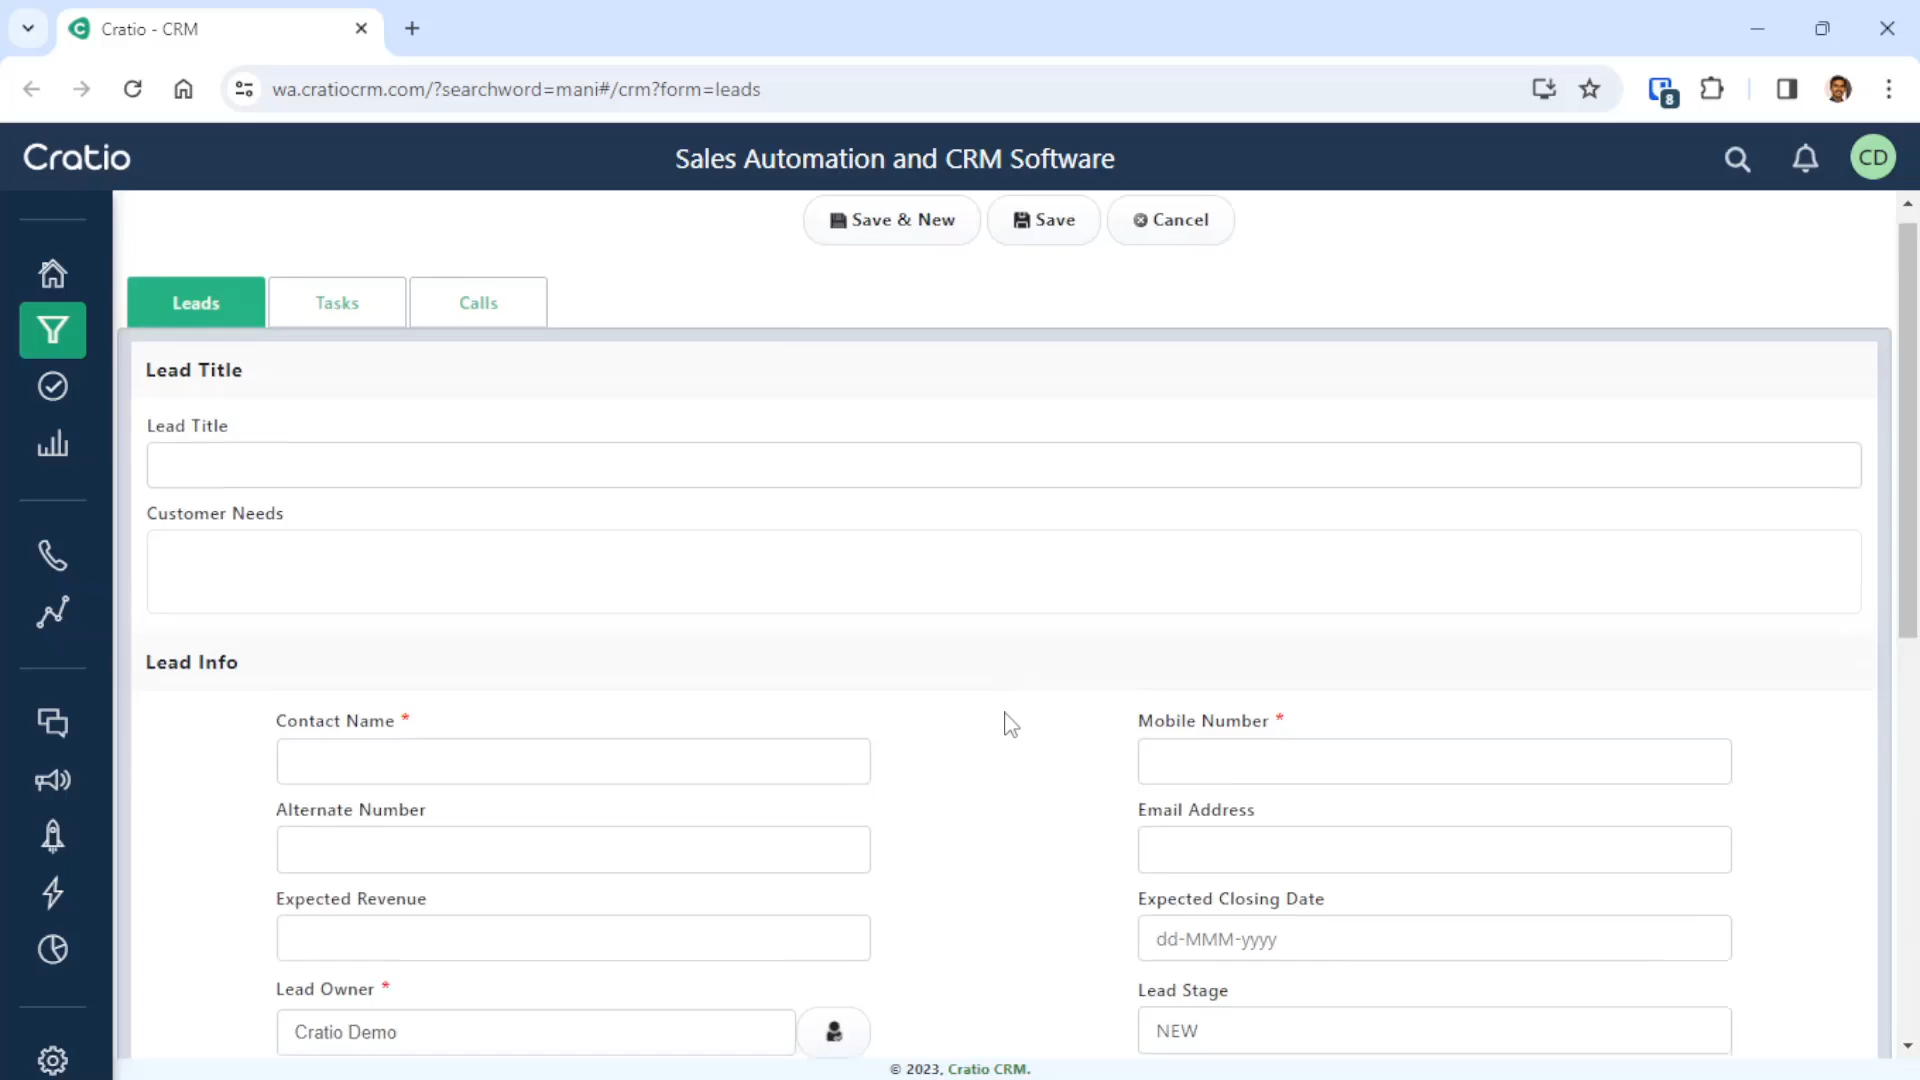 Cratio - CRM
wa.cratiocrm.com/?searchword=mani#/crm?form=leads
8
Cratio
Sales Automation and CRM Software
CD
Save & New
Save
Cancel
Leads
Tasks
Calls
Lead Title
Lead Title
Customer Needs
Lead Info
Contact Name *
Mobile Number *
Alternate Number
Email Address
Expected Revenue
Expected Closing Date
dd-MMM-yyyy
Lead Owner *
Lead Stage
Cratio Demo
NEW
© 2023, Cratio CRM.